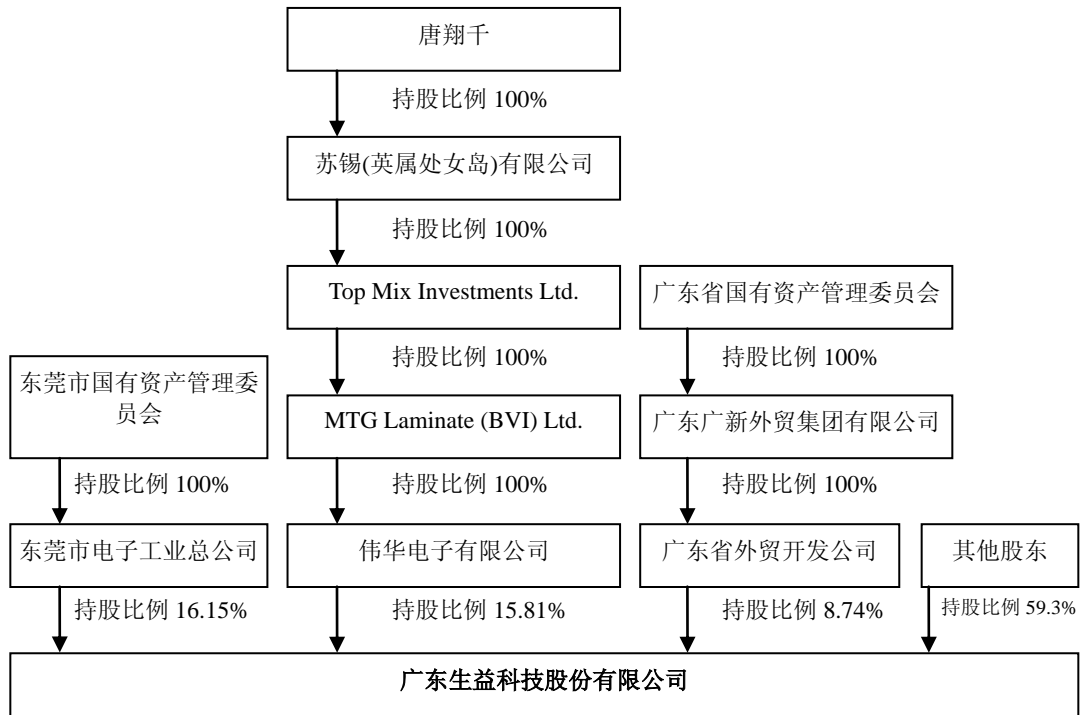 唐翔千
持股比例 100%
苏锡(英属处女岛)有限公司
持股比例 100%
Top Mix Investments Ltd.
广东省国有资产管理委员会
持股比例 100%
持股比例 100%
东莞市国有资产管理委
员会
MTG Laminate (BVI) Ltd.
广东广新外贸集团有限公司
持股比例 100%
持股比例 100%
持股比例 100%
东莞市电子工业总公司
伟华电子有限公司
广东省外贸开发公司
其他股东
持股比例 16.15%
持股比例 15.81%
持股比例 8.74%
持股比例 59.3%
广东生益科技股份有限公司